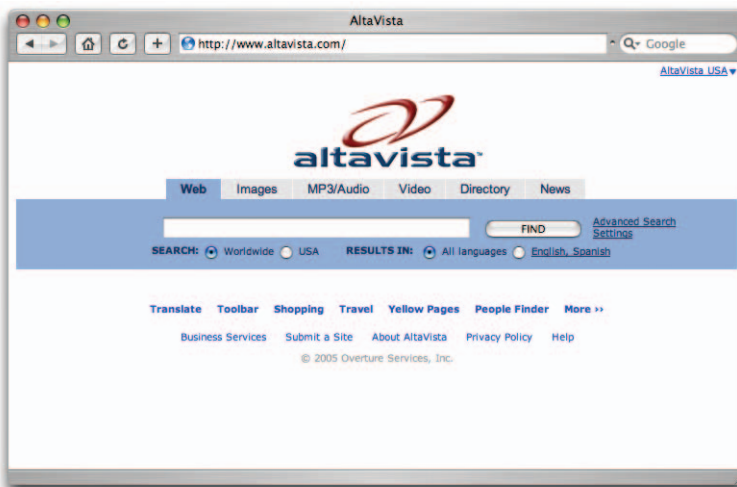 AltaVista
http://www.altavista.com/
Google
AltaVista USA
altavista™
Web Images MP3/Audio Video Directory News
FIND
Advanced Search
Settings
SEARCH: Worldwide USA RESULTS IN: All languages English, Spanish
Translate Toolbar Shopping Travel Yellow Pages People Finder More ››
Business Services Submit a Site About AltaVista Privacy Policy Help
© 2005 Overture Services, Inc.